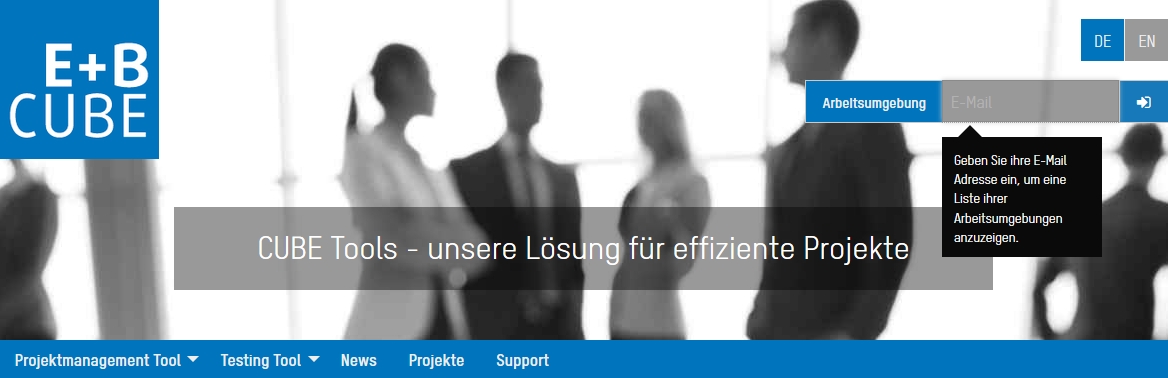 E+B
CUBE
DE EN
Arbeitsumgebung E-Mail
Geben Sie ihre E-Mail
Adresse ein, um eine
Liste ihrer
Arbeitsumgebungen
anzuzeigen.
CUBE Tools - unsere Lösung für effiziente Projekte
Projektmanagement Tool Testing Tool News Projekte Support